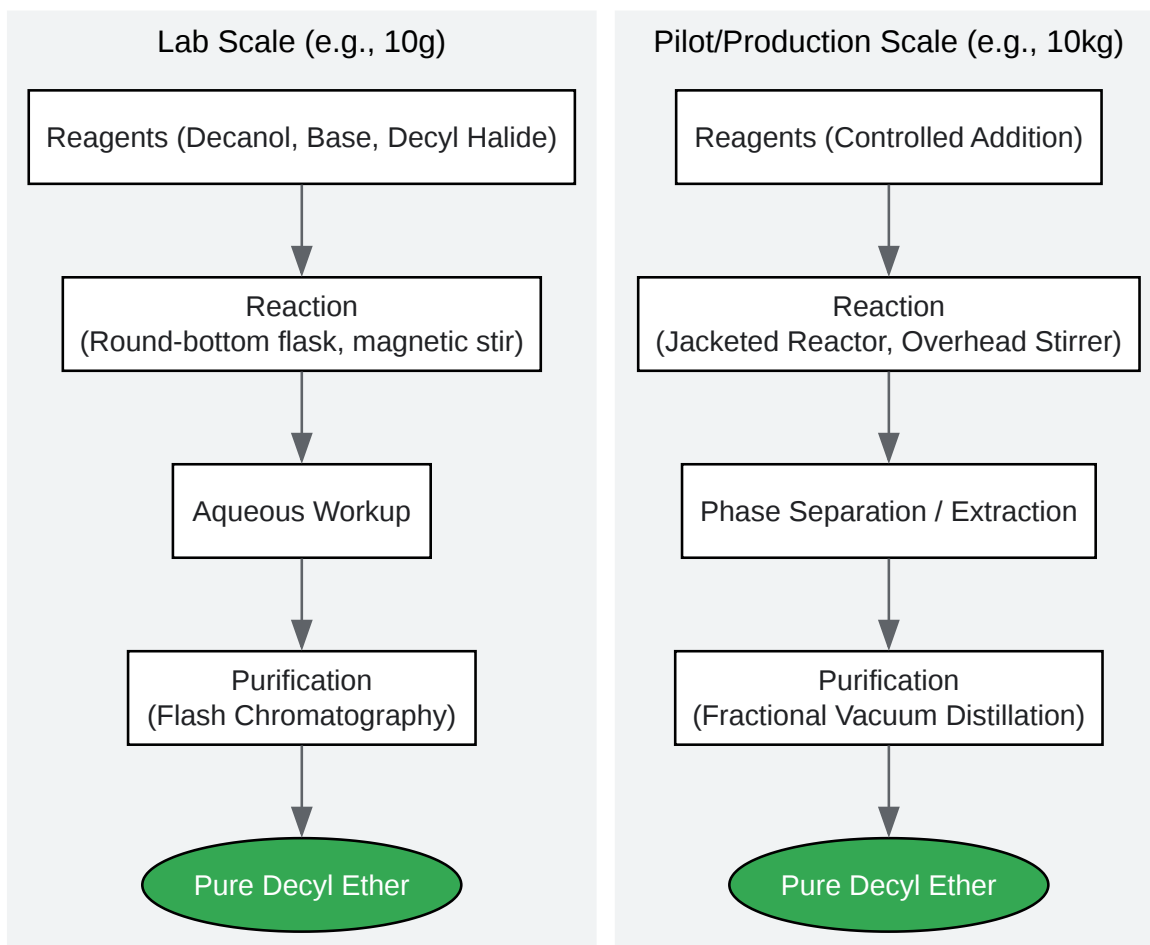 Lab Scale (e.g., 10g)
Reagents (Decanol, Base, Decyl Halide)
Reaction
(Round-bottom flask, magnetic stir)
Aqueous Workup
Purification
(Flash Chromatography)
Pure Decyl Ether
Pilot/Production Scale (e.g., 10kg)
Reagents (Controlled Addition)
Reaction
(Jacketed Reactor, Overhead Stirrer)
Phase Separation / Extraction
Purification
(Fractional Vacuum Distillation)
Pure Decyl Ether